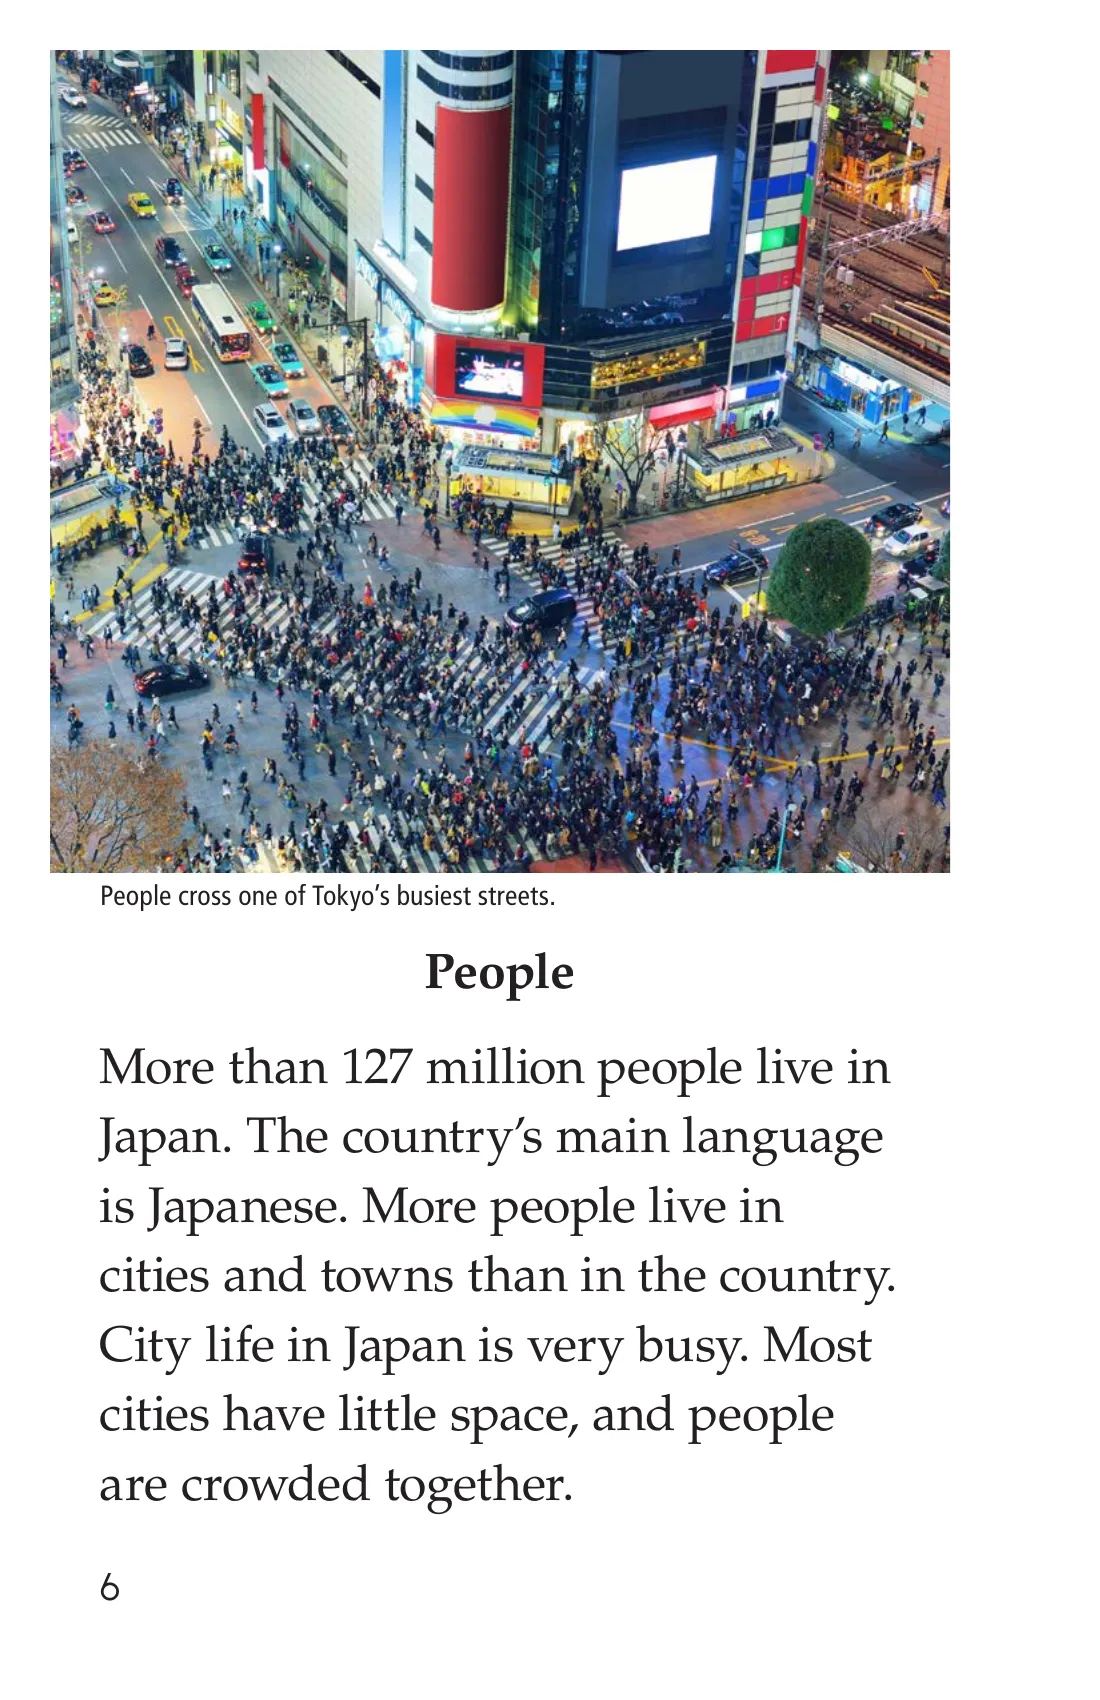 People cross one of Tokyo's busiest streets.
People
More than 127 million people live in
Japan. The country's main language
is Japanese. More people live in
cities and towns than in the country.
City life in Japan is very busy. Most
cities have little space, and people
are crowded together.
6